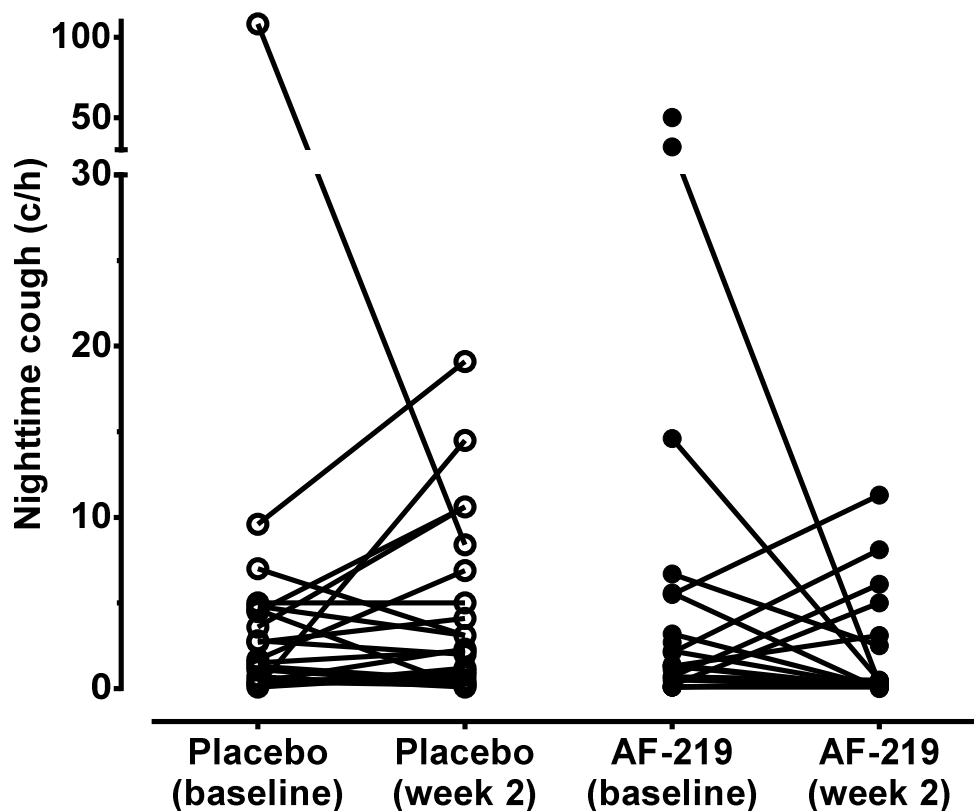 Nighttime cough (c/h)
100
50
30
20
10
0
Placebo
(baseline)
Placebo
(week 2)
AF-219
(baseline)
AF-219
(week 2)